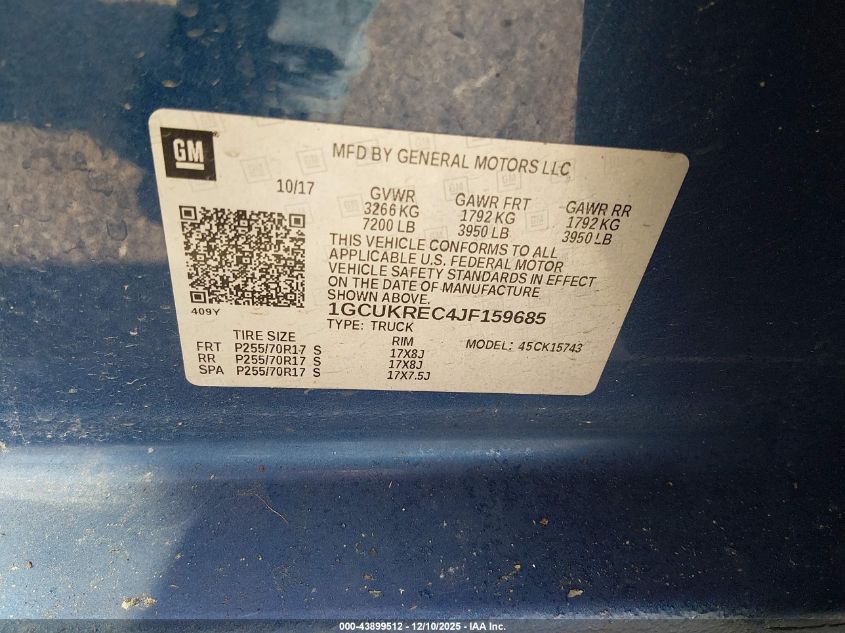 GM
MFD BY GENERAL MOTORS LLC
10/17
GVWR GAWR FRT GAWR RR
3266 KG 1792 KG 1792 KG
7200 LB 3950 LB 3950 LB
THIS VEHICLE CONFORMS TO ALL
APPLICABLE U.S. FEDERAL MOTOR
VEHICLE SAFETY STANDARDS IN EFFECT
ON THE DATE OF MANUFACTURE
SHOWN ABOVE.
409Y
1GCUKREC4JF159685
TYPE: TRUCK
TIRE SIZE RIM MODEL: 45CK15743
FRT P255/70R17 S 17X8J
RR P255/70R17 S 17X8J
SPA P255/70R17 S 17X7.5J
000-43899512 - 12/10/2025 - IAA Inc.